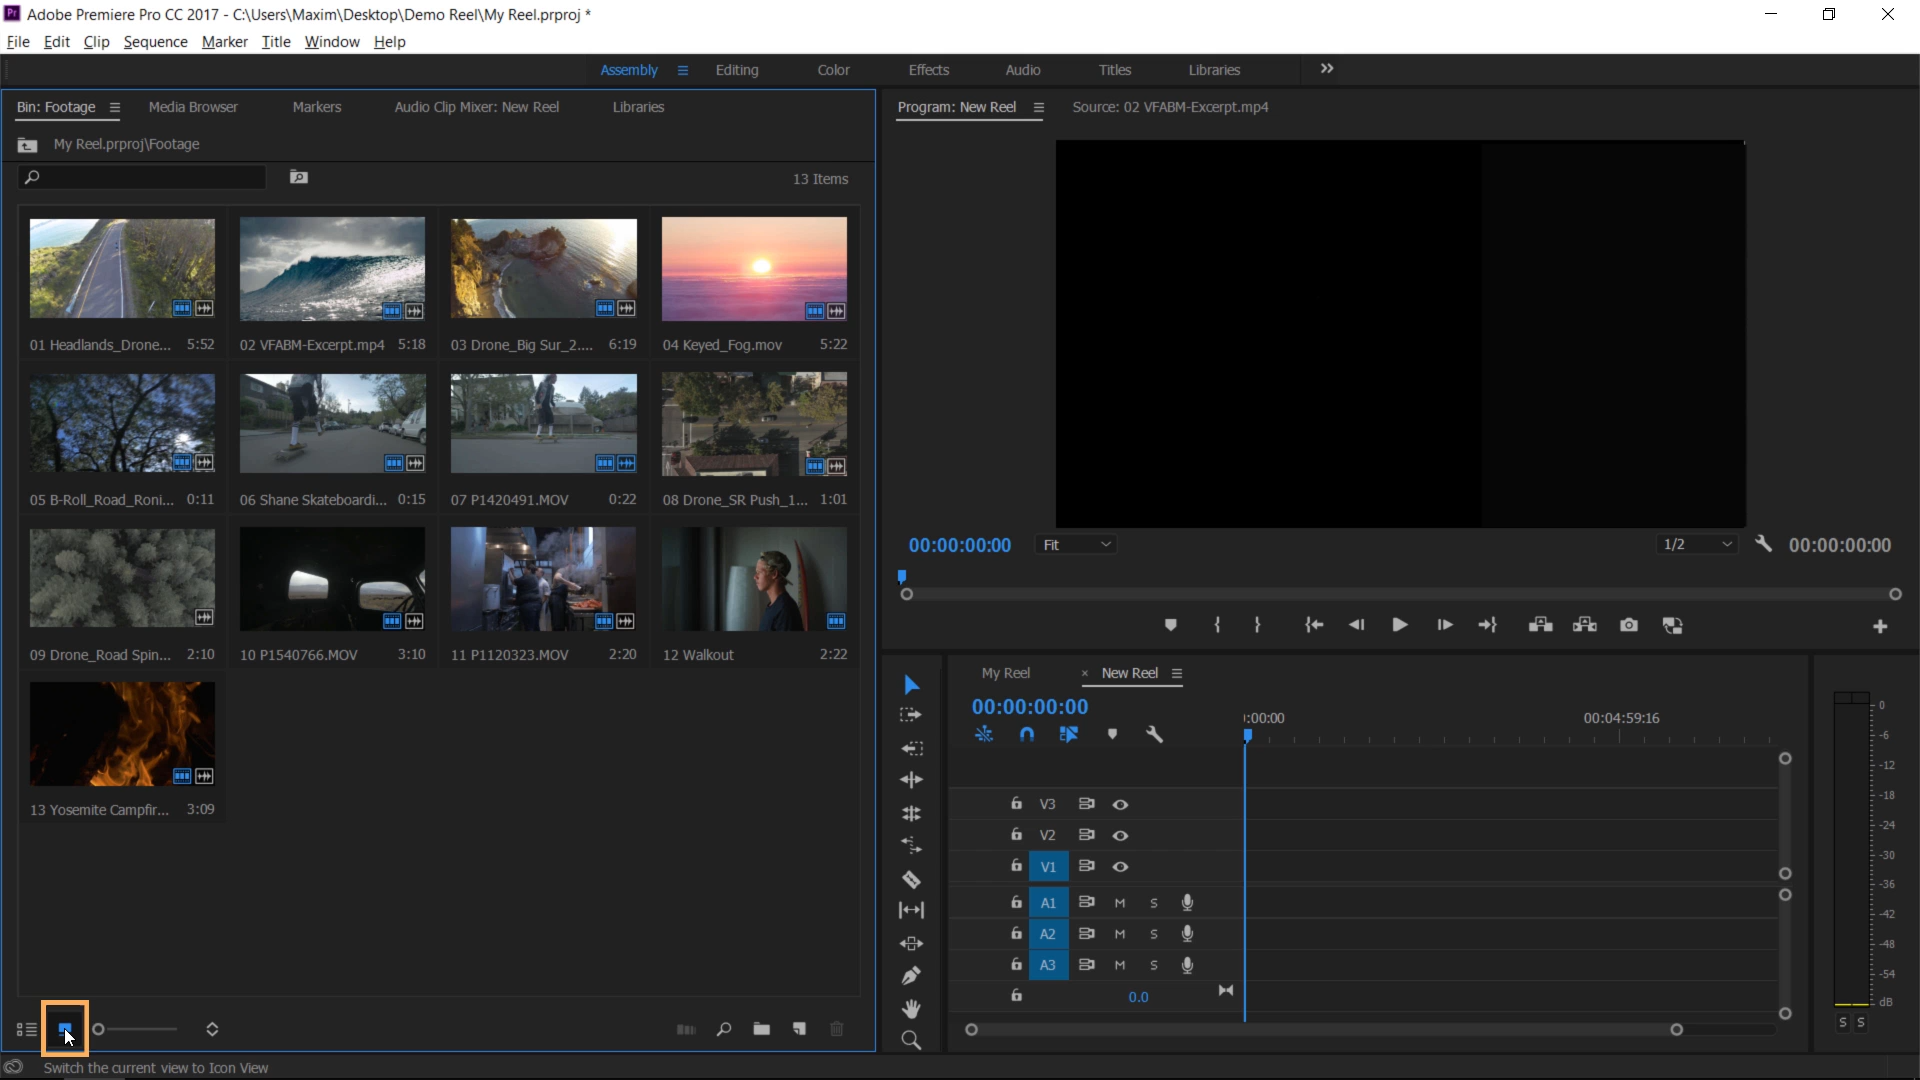 Pr Adobe Premiere Pro CC 2017 - C:\Users\Maxim\Desktop\Demo Reel\My Reel.prproj *
File Edit Clip Sequence Marker Title Window Help
Assembly Editing Color Effects Audio Titles Libraries
Bin: Footage Media Browser Markers Audio Clip Mixer: New Reel Libraries
My Reel.prproj\Footage
13 Items
01 Headlands_Drone... 5:52
02 VFABM-Excerpt.mp4 5:18
03 Drone_Big Sur_2.... 6:19
04 Keyed_Fog.mov 5:22
05 B-Roll_Road_Roni... 0:11
06 Shane Skateboardi... 0:15
07 P1420491.MOV 0:22
08 Drone_SR Push_1... 1:01
09 Drone_Road Spin... 2:10
10 P1540766.MOV 3:10
11 P1120323.MOV 2:20
12 Walkout 2:22
13 Yosemite Campfir... 3:09
Switch the current view to Icon View
Program: New Reel Source: 02 VFABM-Excerpt.mp4
00:00:00:00 Fit 1/2 00:00:00:00
My Reel × New Reel
00:00:00:00
:00:00 00:04:59:16
V3
V2
V1
A1 M S
A2 M S
A3 M S
0.0
0
-6
-12
-18
-24
-30
-36
-42
-48
-54
dB
S S